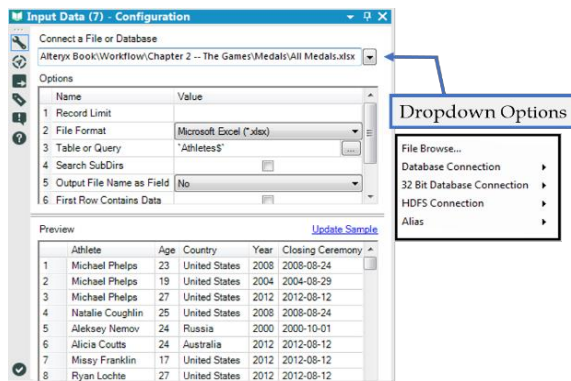 Input Data (7) - Configuration
Connect a File or Database
Alteryx Book\Workflow\Chapter 2 -- The Games\Medals\All Medals.xlsx
Options
Name Value
1 Record Limit
2 File Format Microsoft Excel (*.xlsx)
3 Table or Query `Athletes$` ...
4 Search SubDirs
5 Output File Name as Field No
6 First Row Contains Data
Dropdown Options
File Browse...
Database Connection
32 Bit Database Connection
HDFS Connection
Alias
Preview Update Sample
Athlete Age Country Year Closing Ceremony
1 Michael Phelps 23 United States 2008 2008-08-24
2 Michael Phelps 19 United States 2004 2004-08-29
3 Michael Phelps 27 United States 2012 2012-08-12
4 Natalie Coughlin 25 United States 2008 2008-08-24
5 Aleksey Nemov 24 Russia 2000 2000-10-01
6 Alicia Coutts 24 Australia 2012 2012-08-12
7 Missy Franklin 17 United States 2012 2012-08-12
8 Ryan Lochte 27 United States 2012 2012-08-12